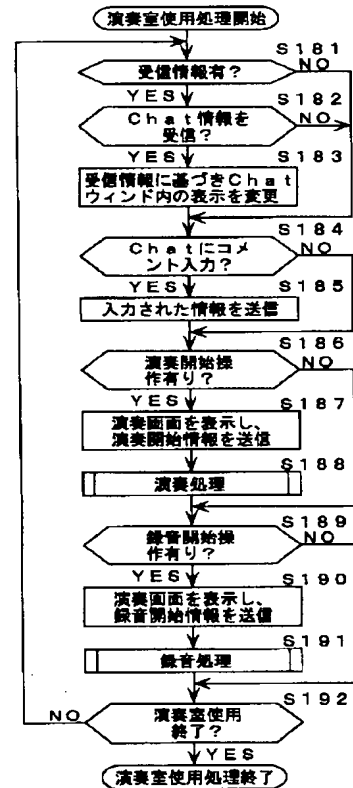 演奏室使用処理開始
S181
受信情報有?
NO
YES
S182
Chat情報を
受信?
NO
YES
S183
受信情報に基づきChat
ウィンド内の表示を変更
S184
Chatにコメ
ント入力?
NO
YES
S185
入力された情報を送信
S186
演奏開始操
作有り?
NO
YES
S187
演奏画面を表示し、
演奏開始情報を送信
S188
演奏処理
S189
録音開始操
作有り?
NO
YES
S190
演奏画面を表示し、
録音開始情報を送信
S191
録音処理
S192
演奏室使用
終了?
NO
YES
演奏室使用処理終了